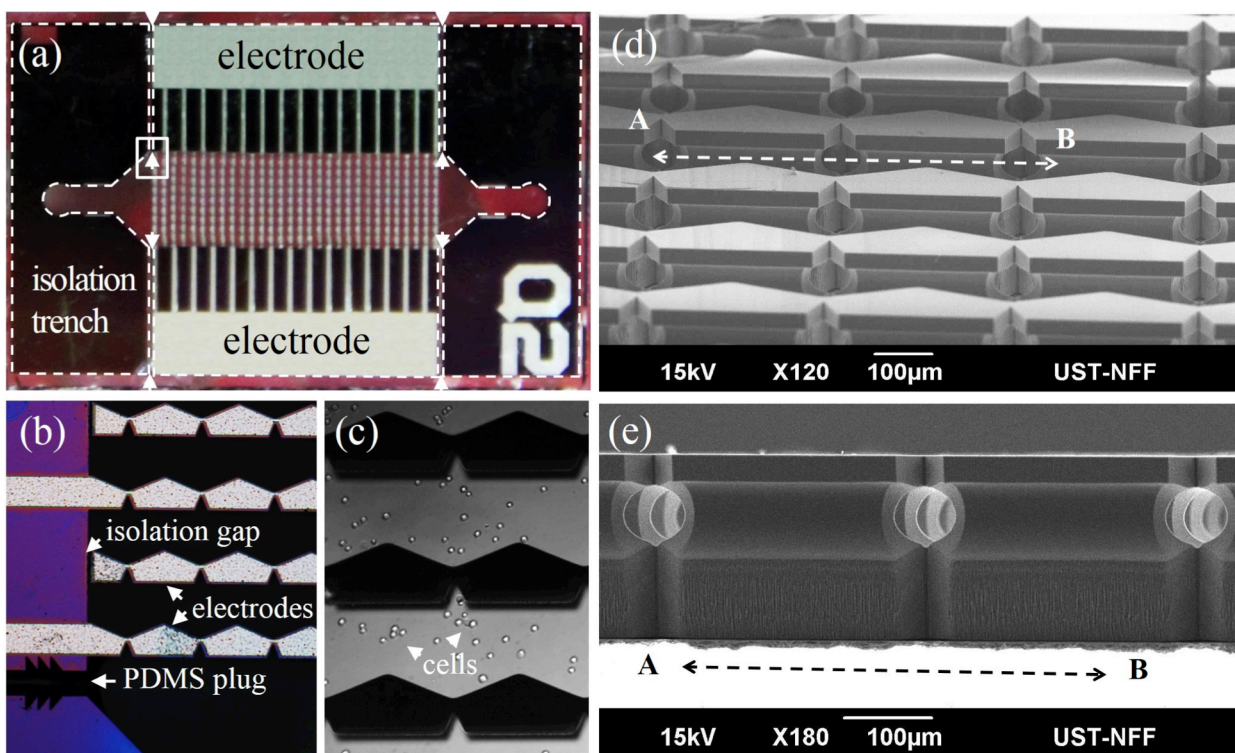 (a)
electrode
isolation
trench
electrode
02
(b)
isolation gap
electrodes
PDMS plug
(c)
cells
(d)
A
B
15kV X120 100μm UST-NFF
(e)
A
B
15kV X180 100μm UST-NFF